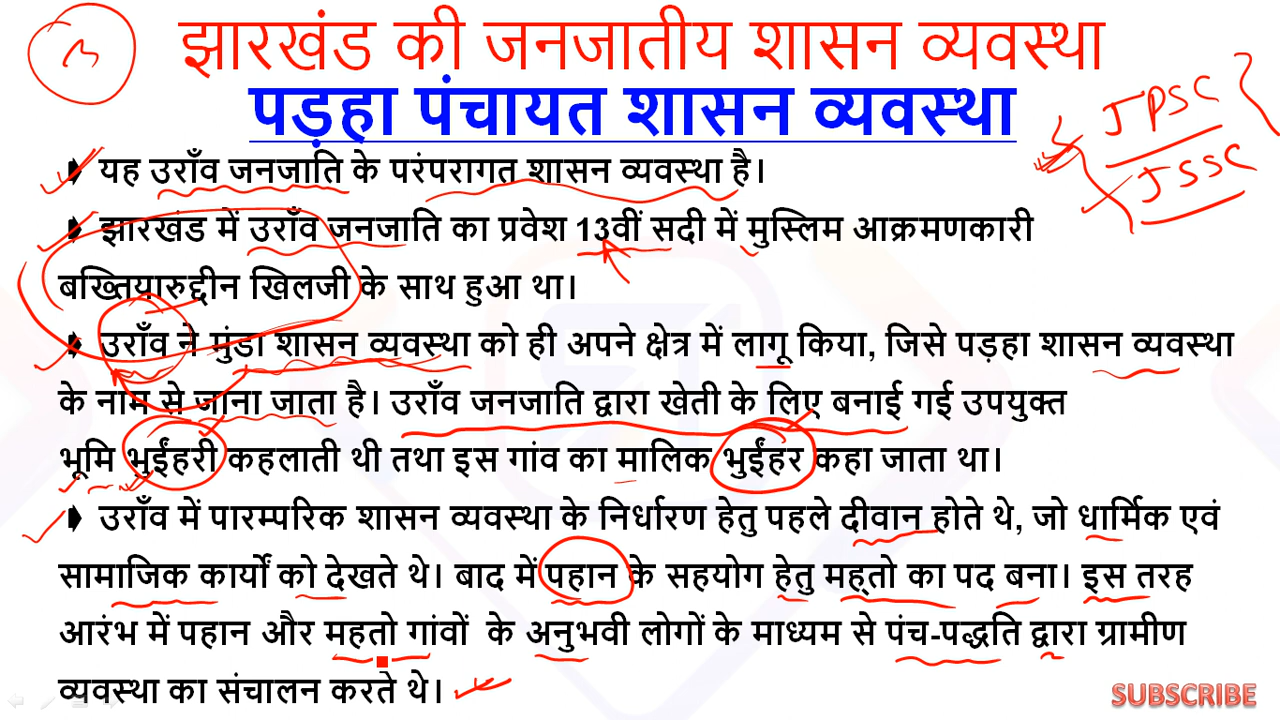 झारखंड की जनजातीय शासन व्यवस्था
पड़हा पंचायत शासन व्यवस्था
JPSC
JSSC
यह उराँव जनजाति के परंपरागत शासन व्यवस्था है।
झारखंड में उराँव जनजाति का प्रवेश 13वीं सदी में मुस्लिम आक्रमणकारी
बख्तियारुद्दीन खिलजी के साथ हुआ था।
उराँव ने मुंडा शासन व्यवस्था को ही अपने क्षेत्र में लागू किया, जिसे पड़हा शासन व्यवस्था
के नाम से जाना जाता है। उराँव जनजाति द्वारा खेती के लिए बनाई गई उपयुक्त
भूमि भुईंहरी कहलाती थी तथा इस गांव का मालिक भुईंहर कहा जाता था।
उराँव में पारम्परिक शासन व्यवस्था के निर्धारण हेतु पहले दीवान होते थे, जो धार्मिक एवं
सामाजिक कार्यों को देखते थे। बाद में पहान के सहयोग हेतु महतो का पद बना। इस तरह
आरंभ में पहान और महतो गांवों के अनुभवी लोगों के माध्यम से पंच-पद्धति द्वारा ग्रामीण
व्यवस्था का संचालन करते थे।
SUBSCRIBE